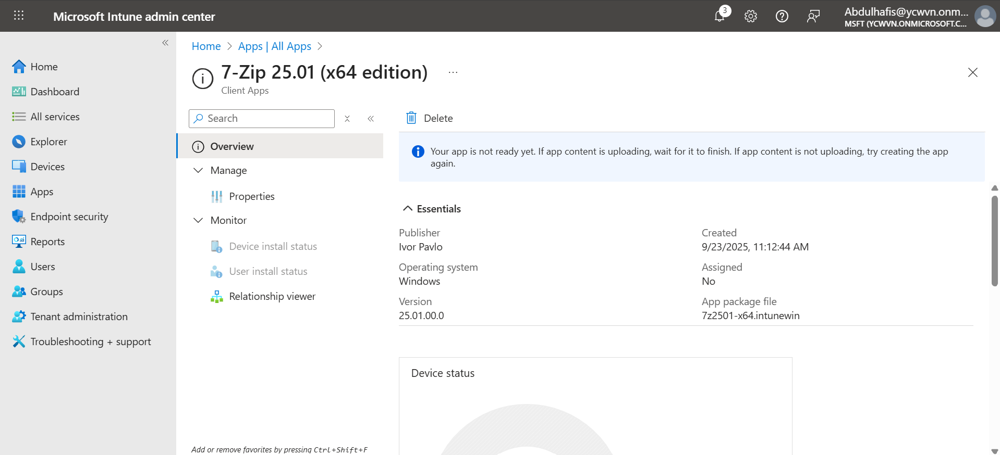 Microsoft Intune admin center
3
Abdulhafis@ycwvn.onm...
MSFT (YCWVN.ONMICROSOFT.C...
Home
Dashboard
All services
Explorer
Devices
Apps
Endpoint security
Reports
Users
Groups
Tenant administration
Troubleshooting + support
Home > Apps | All Apps >
7-Zip 25.01 (x64 edition) ...
Client Apps
Search
Overview
Manage
Properties
Monitor
Device install status
User install status
Relationship viewer
Add or remove favorites by pressing Ctrl+Shift+F
Delete
Your app is not ready yet. If app content is uploading, wait for it to finish. If app content is not uploading, try creating the app
again.
Essentials
Publisher
Ivor Pavlo
Operating system
Windows
Version
25.01.00.0
Created
9/23/2025, 11:12:44 AM
Assigned
No
App package file
7z2501-x64.intunewin
Device status